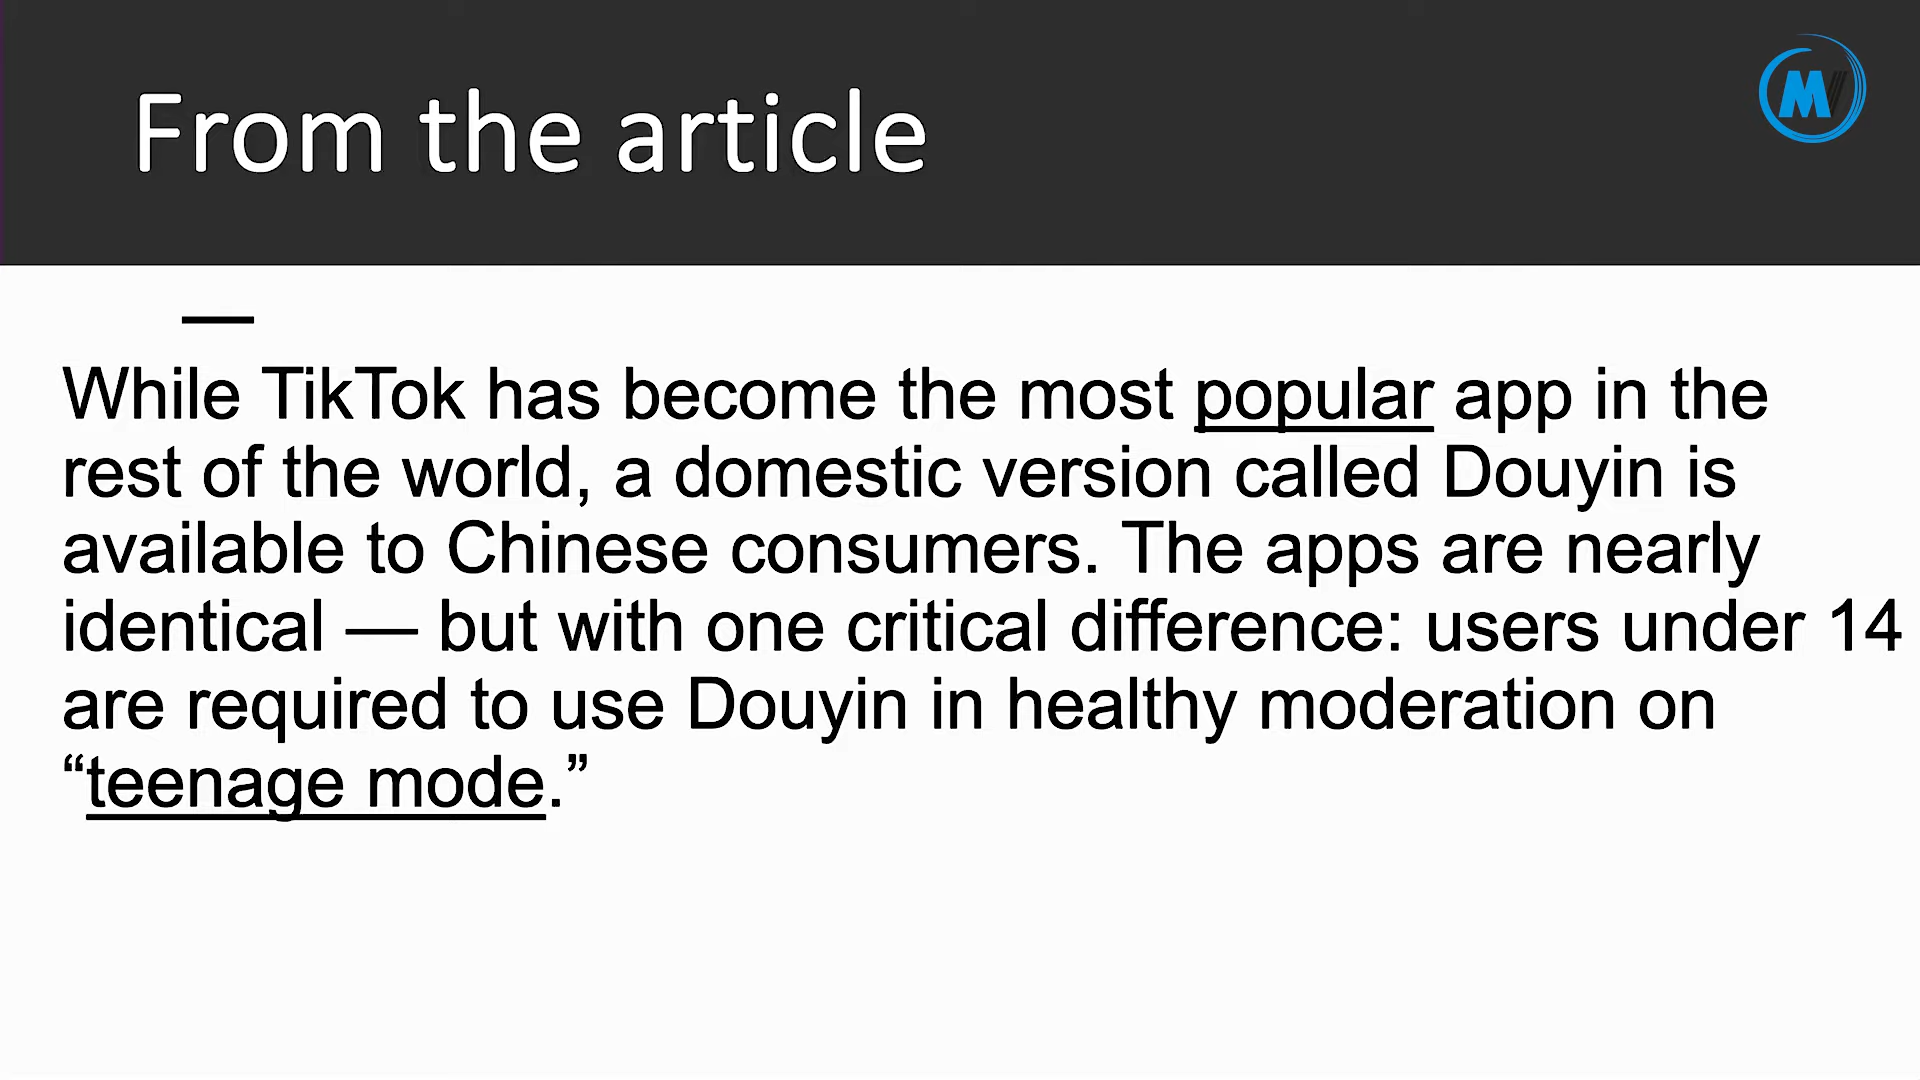 From the article
MV
—
While TikTok has become the most popular app in the
rest of the world, a domestic version called Douyin is
available to Chinese consumers. The apps are nearly
identical — but with one critical difference: users under 14
are required to use Douyin in healthy moderation on
“teenage mode.”